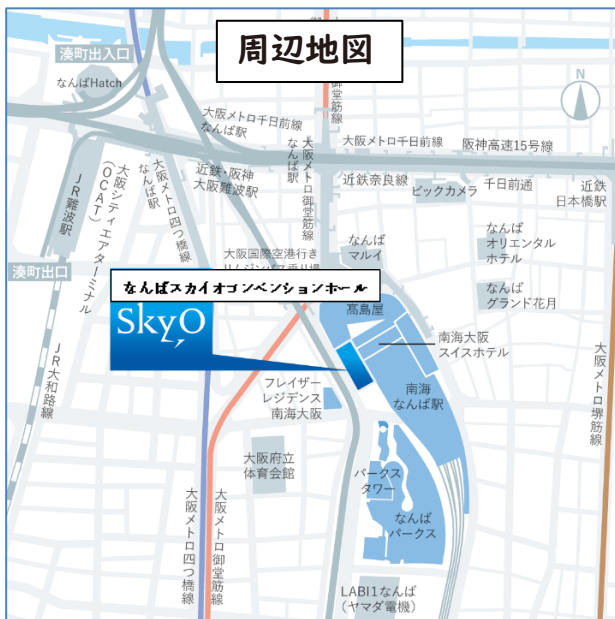 周辺地図
湊町出入口
なんばHatch
N
大阪メトロ千日前線
なんば駅
大阪メトロ御堂筋線
なんば駅
大阪メトロ千日前線
阪神高速15号線
近鉄・阪神
大阪難波駅
近鉄奈良線
ビックカメラ
千日前通
近鉄
日本橋駅
大阪メトロ四つ橋線
なんば駅
大阪シティエアターミナル
（OCAT）
JR難波駅
湊町出口
大阪国際空港行き
なんば
マルイ
なんば
オリエンタル
ホテル
なんば
グランド花月
なんばスカイオコンベンションホール
SkyO
髙島屋
南海大阪
スイスホテル
フレイザー
レジデンス
南海大阪
南海
なんば駅
JR大和路線
大阪メトロ堺筋線
大阪府立
体育会館
パークス
タワー
なんば
パークス
大阪メトロ四つ橋線
大阪メトロ御堂筋線
LABI1なんば
（ヤマダ電機）